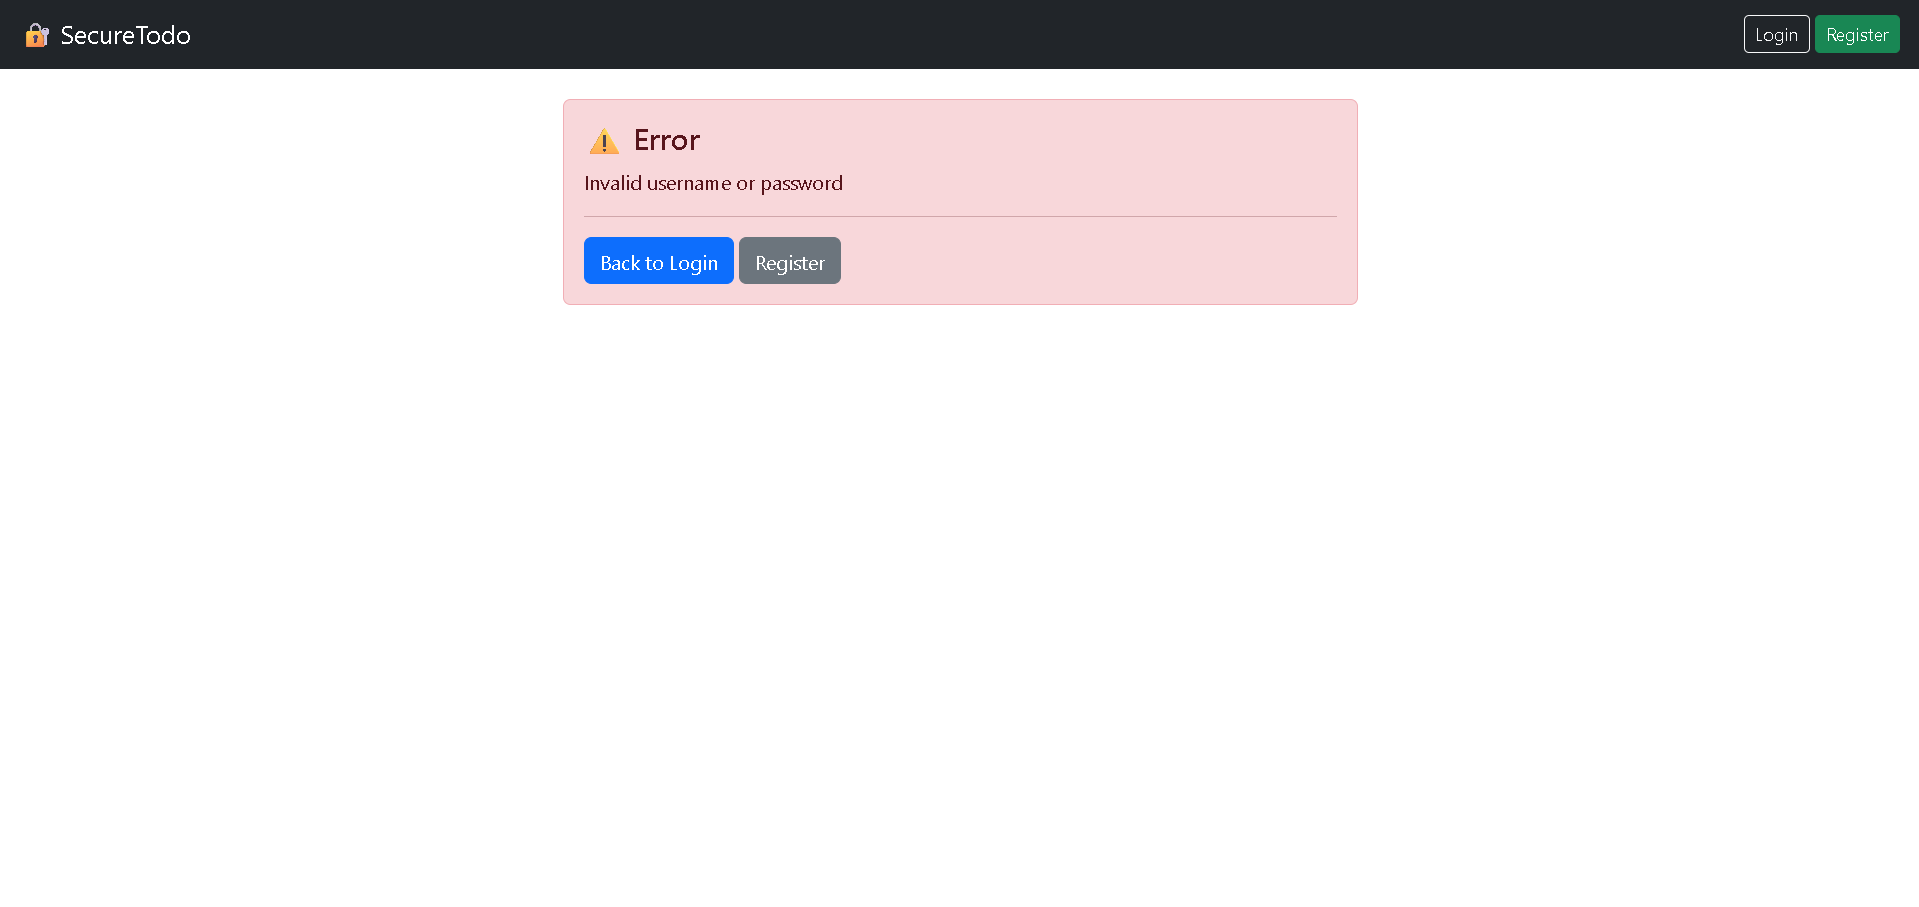 SecureTodo
Login Register
Error
Invalid username or password
Back to Login Register